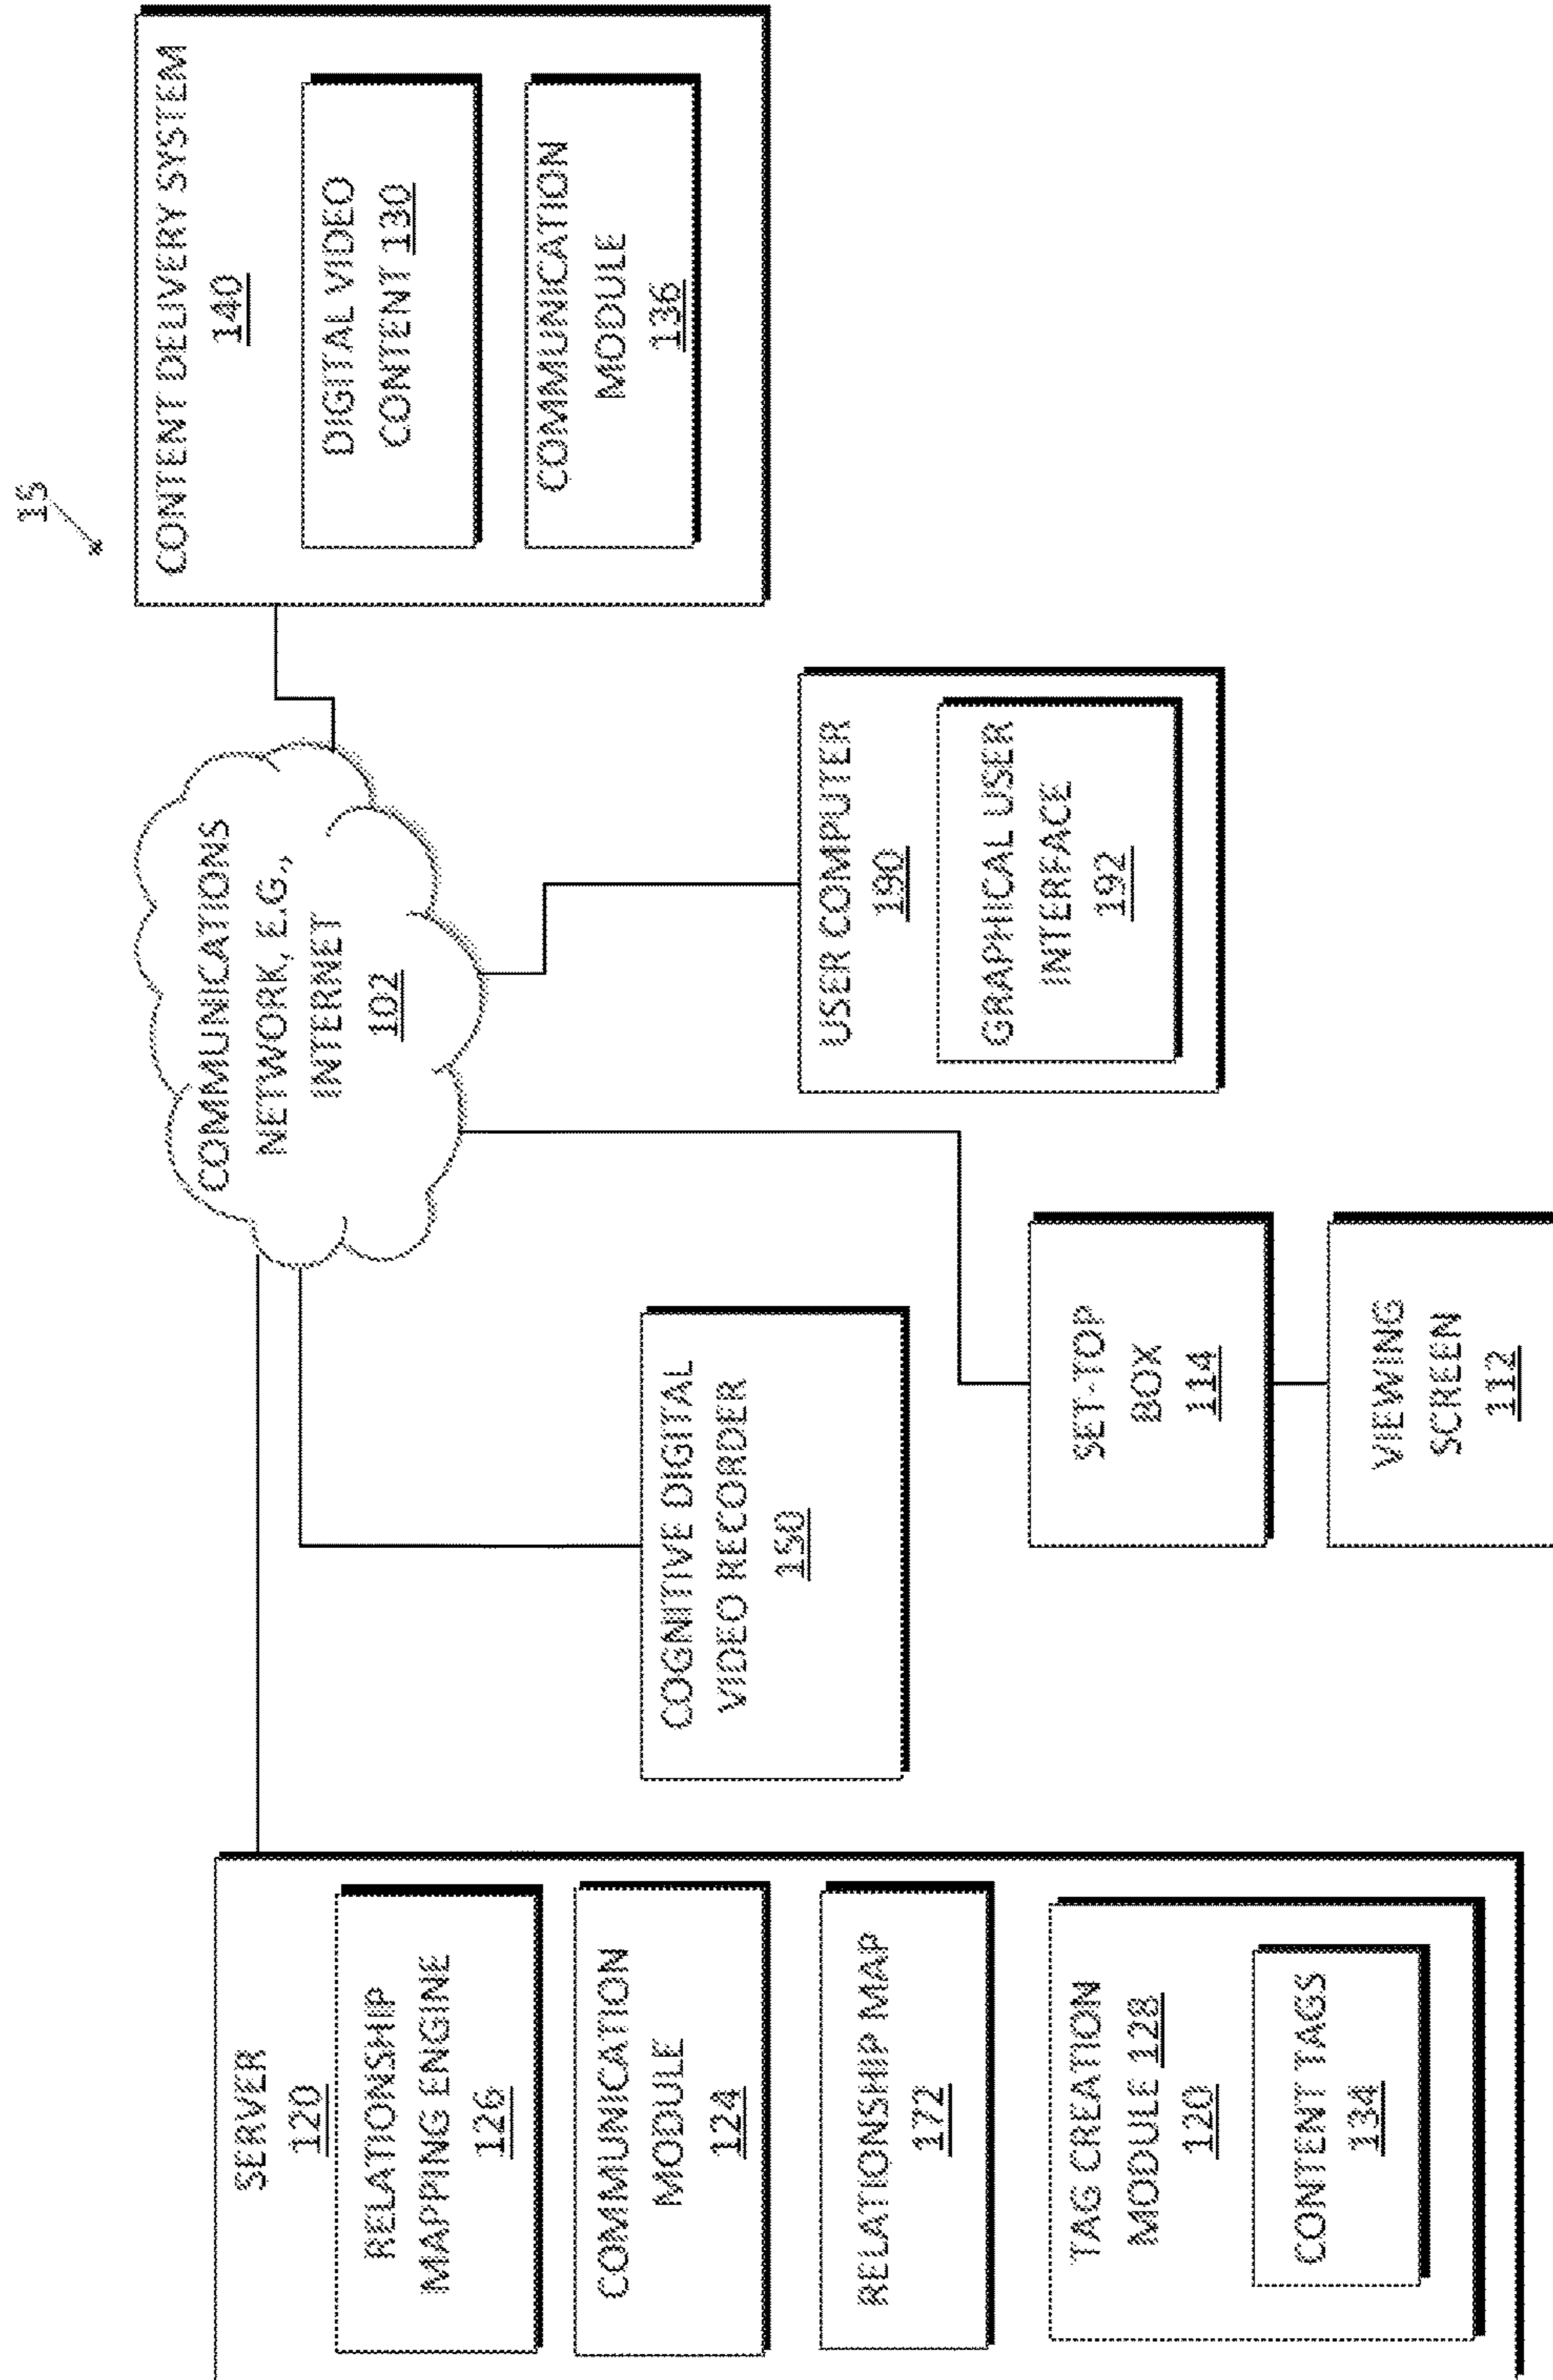 15
SERVER
120
RELATIONSHIP
MAPPING ENGINE
126
COMMUNICATION
MODULE
124
RELATIONSHIP MAP
172
TAG CREATION
MODULE 128
120
CONTENT TAGS
134
COGNITIVE DIGITAL
VIDEO RECORDER
150
SET-TOP
BOX
114
VIEWING
SCREEN
112
COMMUNICATIONS
NETWORK, E.G.,
INTERNET
102
USER COMPUTER
190
GRAPHICAL USER
INTERFACE
192
CONTENT DELIVERY SYSTEM
140
DIGITAL VIDEO
CONTENT 130
COMMUNICATION
MODULE
136